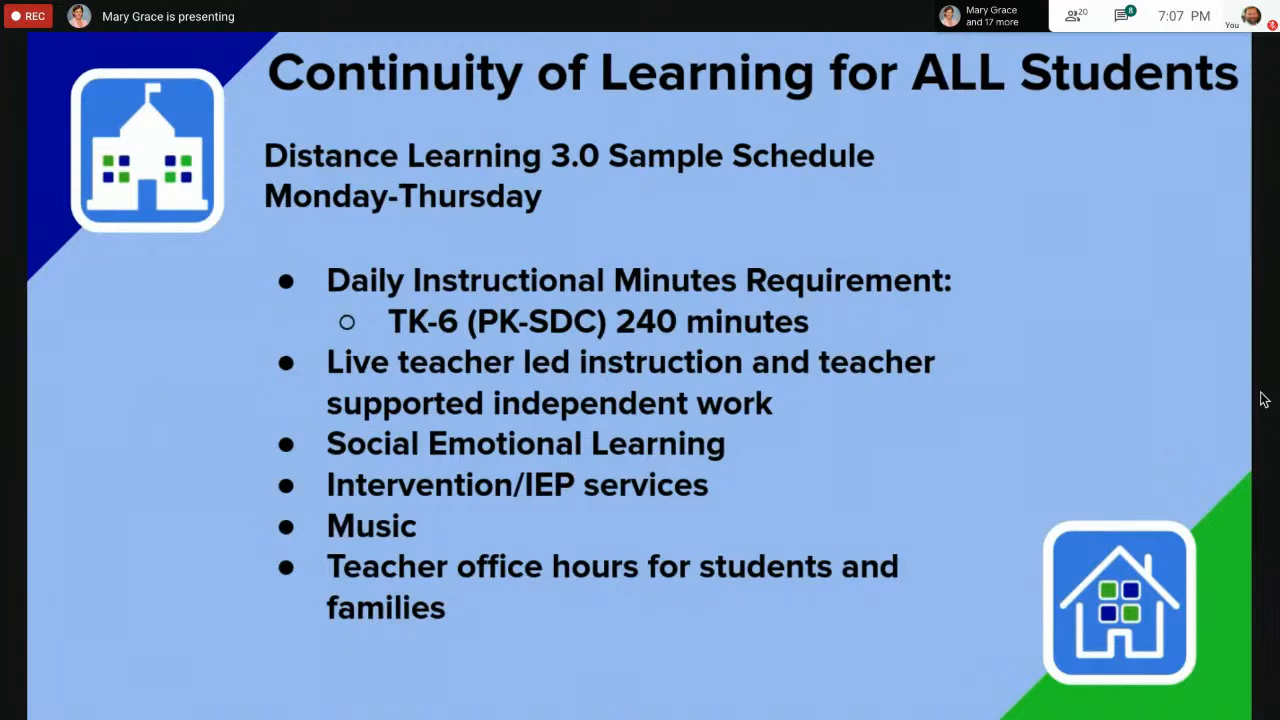 REC
Mary Grace is presenting
Mary Grace
and 17 more
20
8
7:07 PM
You
Continuity of Learning for ALL Students
Distance Learning 3.0 Sample Schedule
Monday-Thursday
● Daily Instructional Minutes Requirement:
○ TK-6 (PK-SDC) 240 minutes
● Live teacher led instruction and teacher
supported independent work
● Social Emotional Learning
● Intervention/IEP services
● Music
● Teacher office hours for students and
families